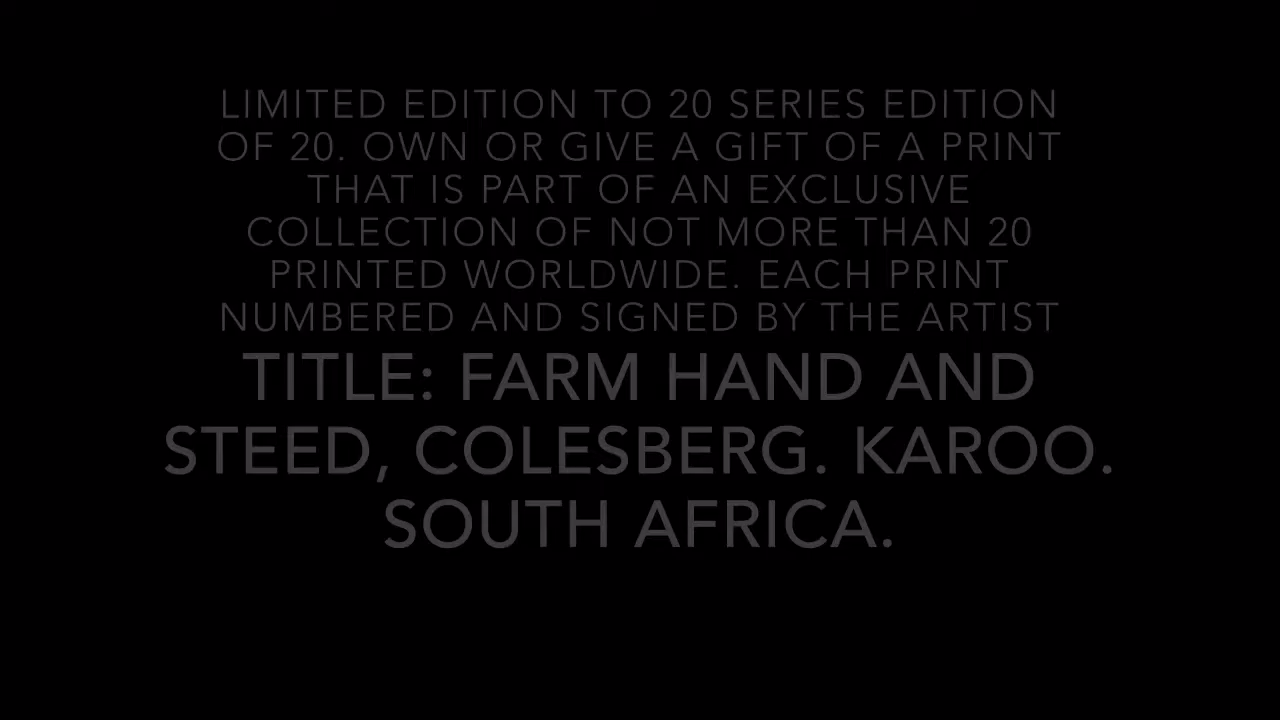 LIMITED EDITION TO 20 SERIES EDITION
OF 20. OWN OR GIVE A GIFT OF A PRINT
THAT IS PART OF AN EXCLUSIVE
COLLECTION OF NOT MORE THAN 20
PRINTED WORLDWIDE. EACH PRINT
NUMBERED AND SIGNED BY THE ARTIST
TITLE: FARM HAND AND
STEED, COLESBERG. KAROO.
SOUTH AFRICA.